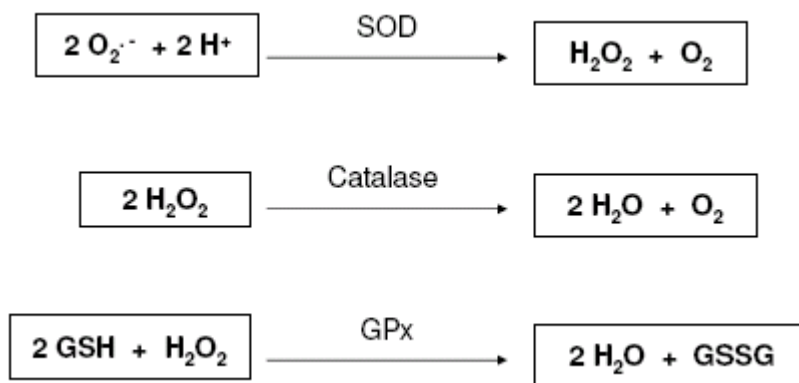 SOD
2 O₂·⁻ + 2 H⁺
H₂O₂ + O₂
Catalase
2 H₂O₂
2 H₂O + O₂
GPx
2 GSH + H₂O₂
2 H₂O + GSSG